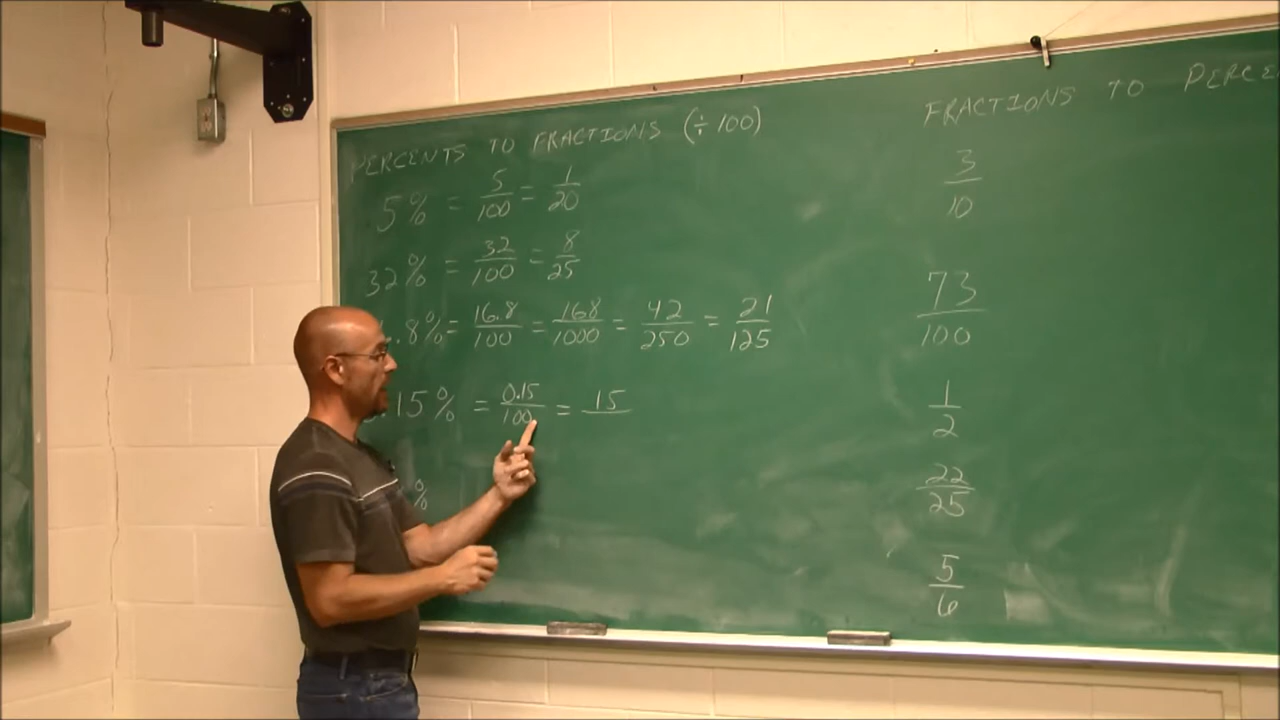 PERCENTS TO FRACTIONS (÷ 100)
5% = 5/100 = 1/20
32% = 32/100 = 8/25
.8% = 16.8/100 = 168/1000 = 42/250 = 21/125
.15% = 0.15/100 = 15
%
FRACTIONS TO PERCE
3/10
73/100
1/2
22/25
5/6